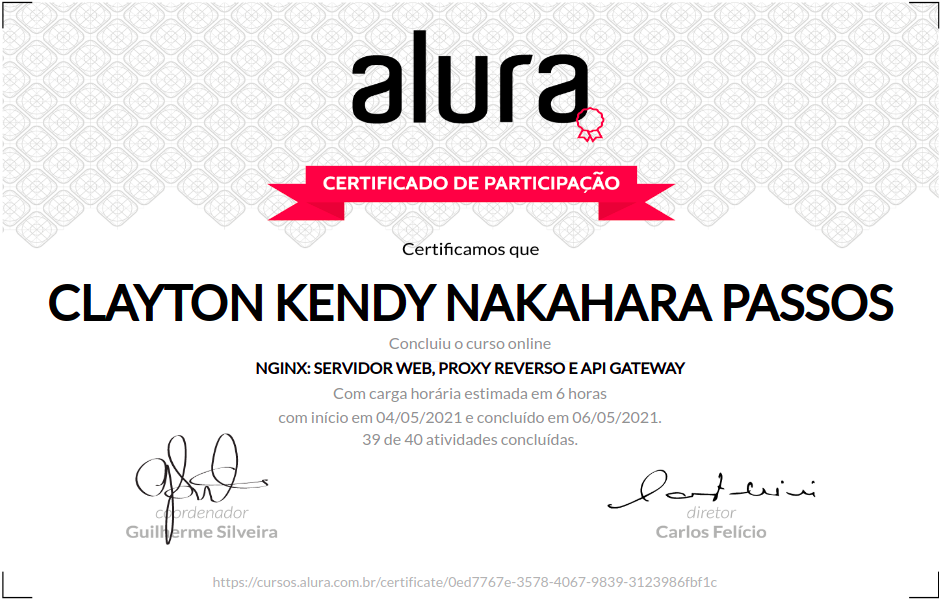 alura
CERTIFICADO DE PARTICIPAÇÃO
Certificamos que
CLAYTON KENDY NAKAHARA PASSOS
Concluiu o curso online
NGINX: SERVIDOR WEB, PROXY REVERSO E API GATEWAY
Com carga horária estimada em 6 horas
com início em 04/05/2021 e concluído em 06/05/2021.
39 de 40 atividades concluídas.
coordenador
Guilherme Silveira
diretor
Carlos Felício
https://cursos.alura.com.br/certificate/0ed7767e-3578-4067-9839-3123986fbf1c